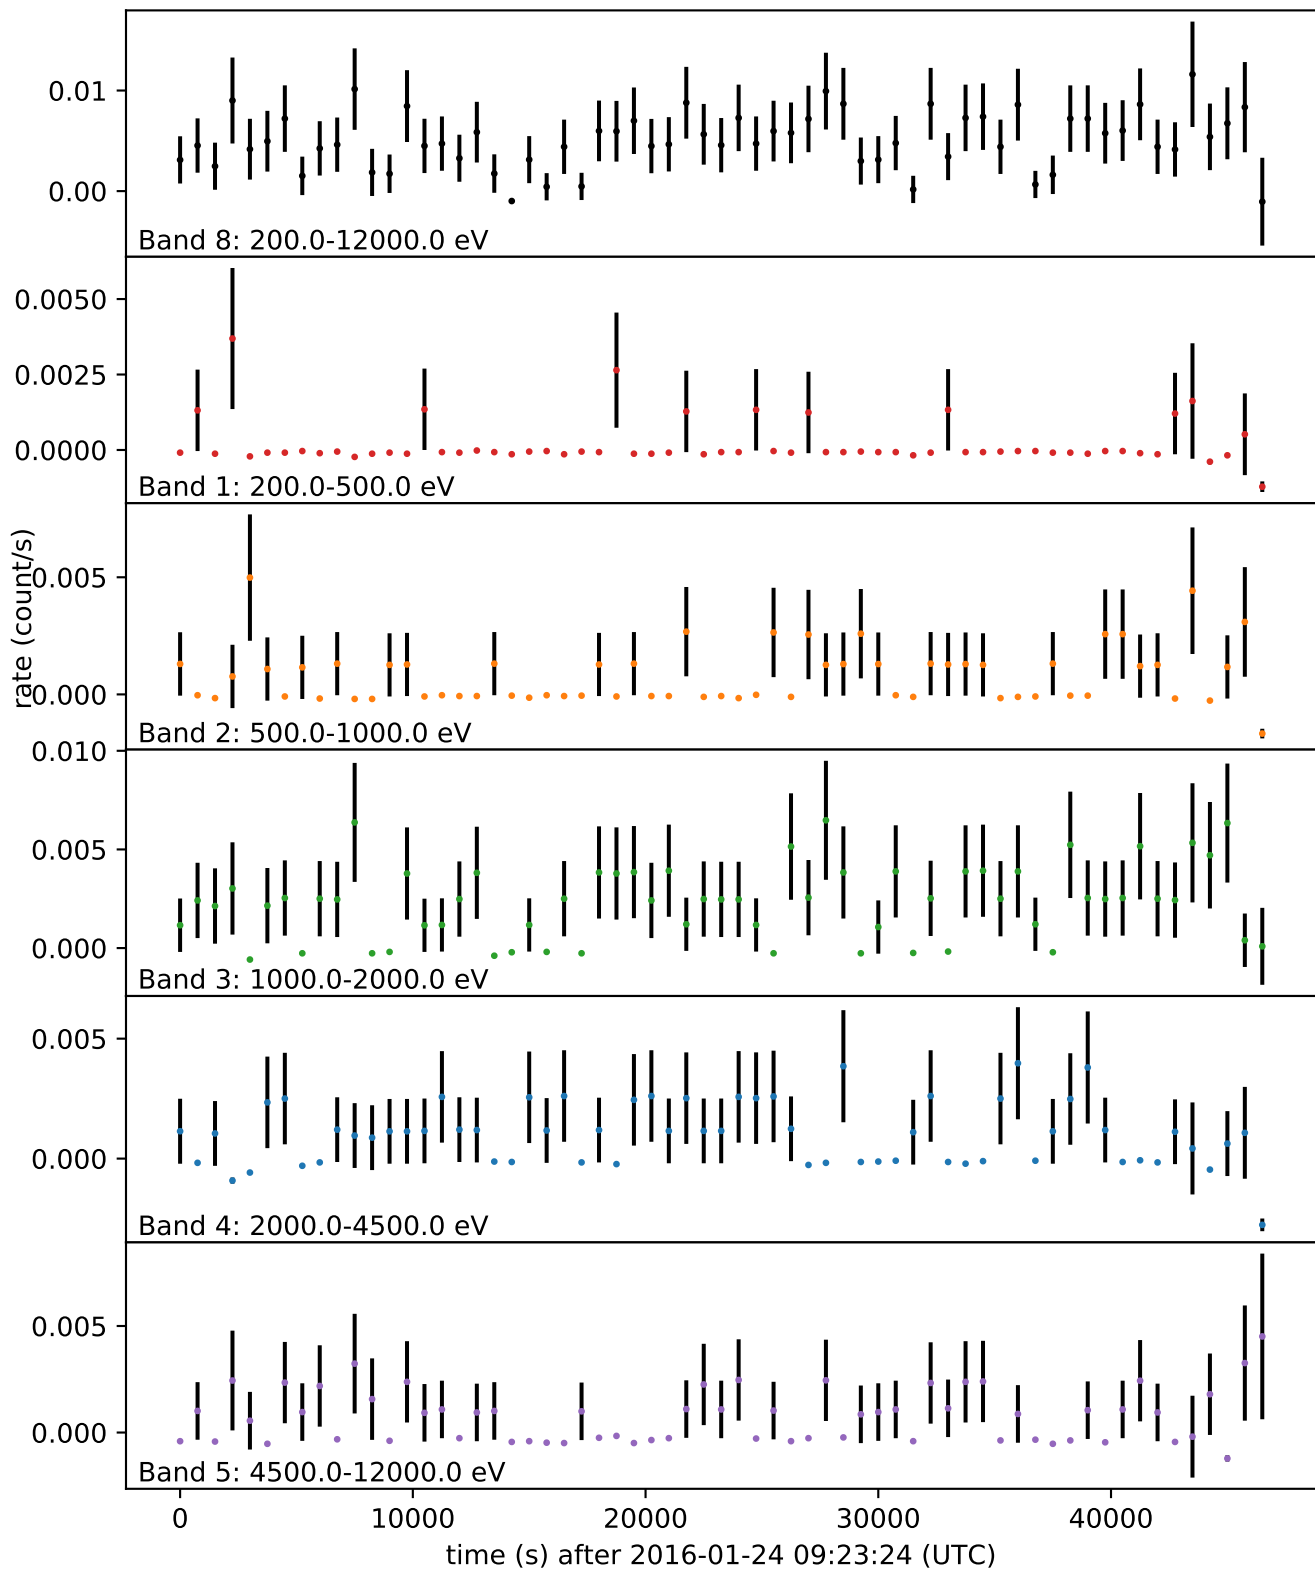 0.01
0.00
Band 8: 200.0-12000.0 eV
0.0050
0.0025
0.0000
Band 1: 200.0-500.0 eV
rate (count/s)
0.005
0.000
Band 2: 500.0-1000.0 eV
0.010
0.005
0.000
Band 3: 1000.0-2000.0 eV
0.005
0.000
Band 4: 2000.0-4500.0 eV
0.005
0.000
Band 5: 4500.0-12000.0 eV
0 10000 20000 30000 40000
time (s) after 2016-01-24 09:23:24 (UTC)